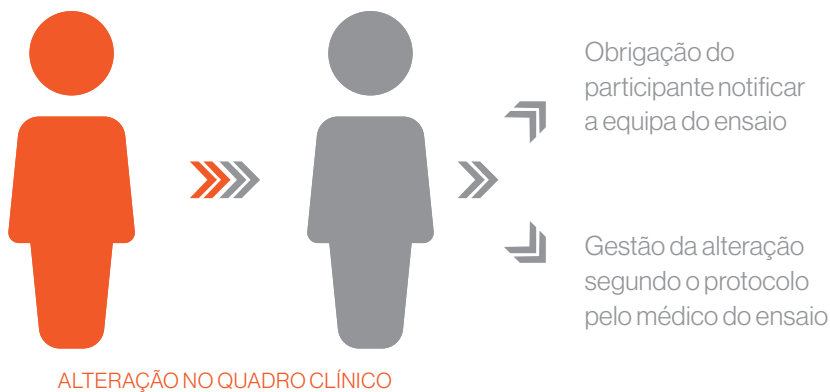 Obrigação do
participante notificar
a equipa do ensaio
Gestão da alteração
segundo o protocolo
pelo médico do ensaio
ALTERAÇÃO NO QUADRO CLÍNICO